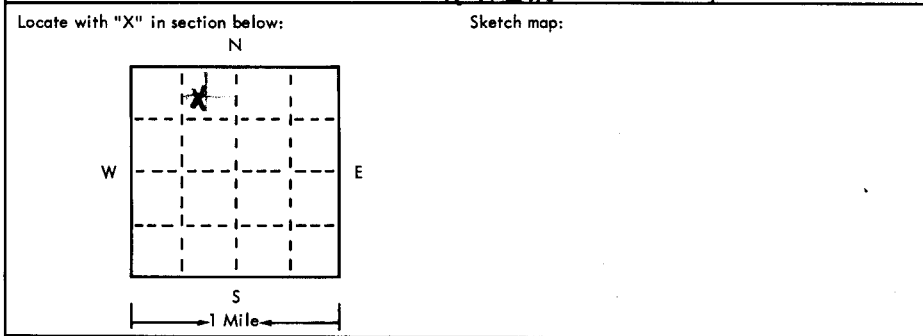 Locate with "X" in section below: Sketch map:
N
X
W E
S
1 Mile